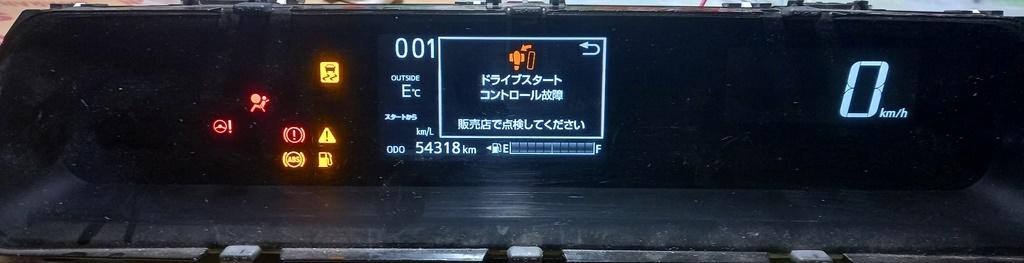 001
ドライブスタート
コントロール故障
販売店で点検してください
OUTSIDE
E℃
スタートから
km/L
ODO 54318 km
E F
0 km/h
!
(!)
!
ABS